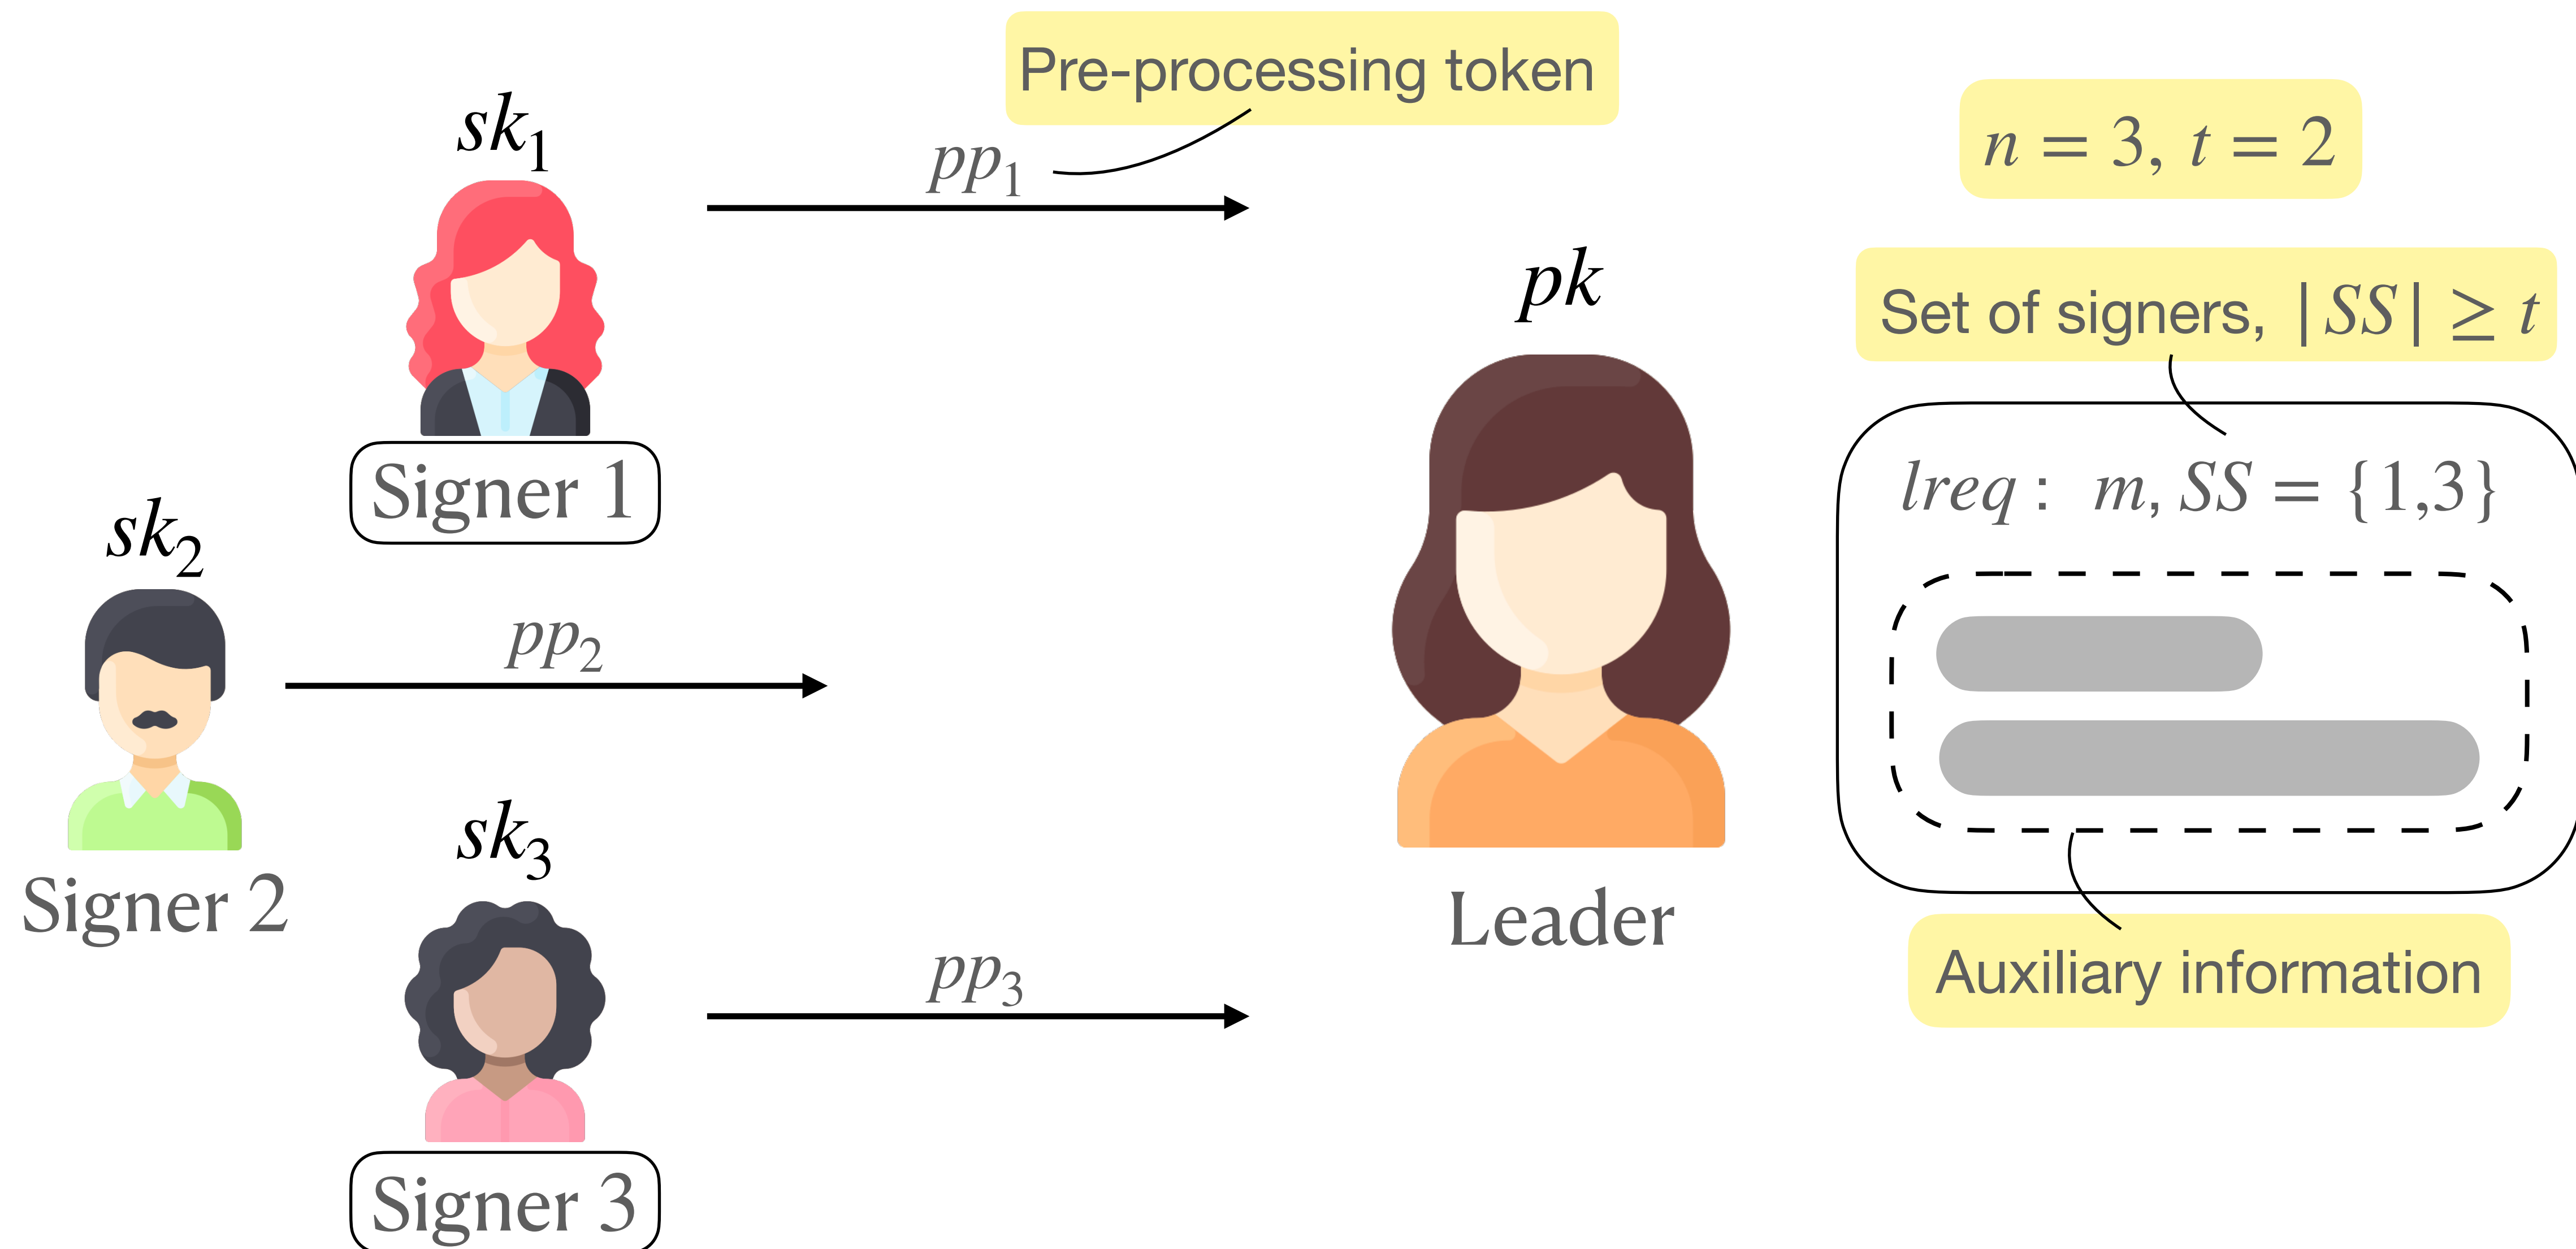 Pre-processing token
n = 3, t = 2
sk₁
pp₁
pk
Set of signers, |SS| ≥ t
Signer 1
lreq : m, SS = {1,3}
sk₂
pp₂
sk₃
Signer 2
Leader
pp₃
Auxiliary information
Signer 3